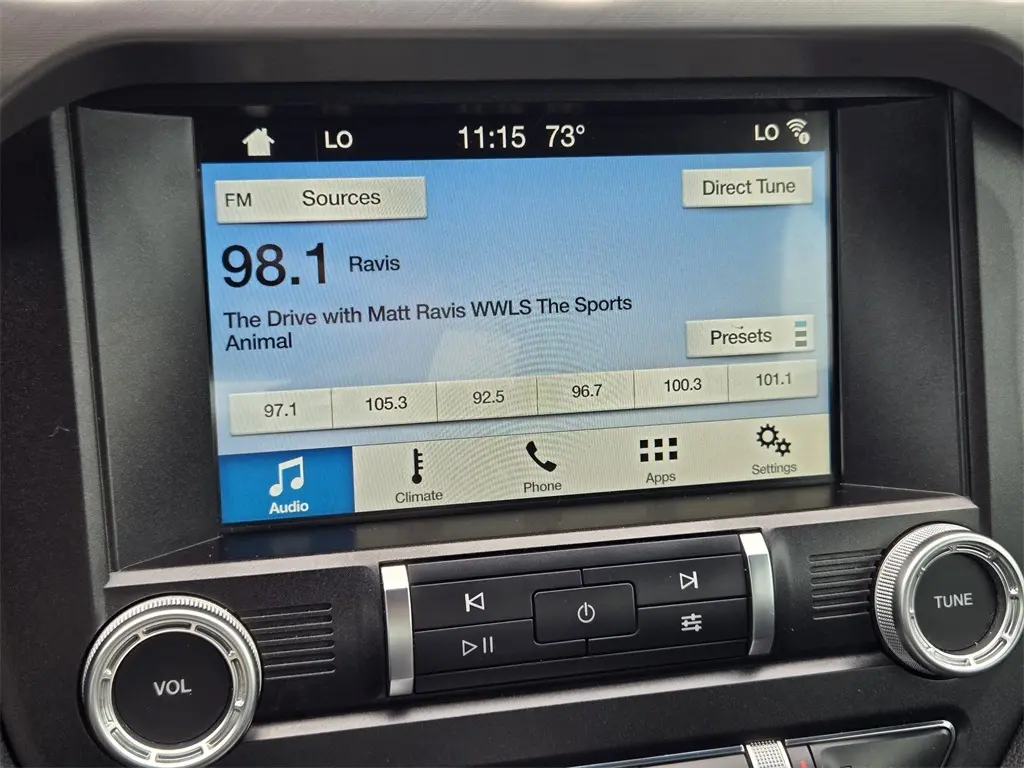 LO 11:15 73° LO
FM Sources Direct Tune
98.1 Ravis
The Drive with Matt Ravis WWLS The Sports
Animal
Presets
97.1 105.3 92.5 96.7 100.3 101.1
Audio Climate Phone Apps Settings
VOL TUNE